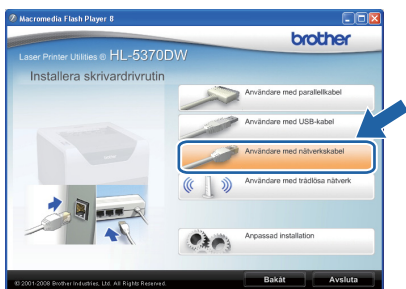 Macromedia Flash Player 8
brother
Laser Printer Utilities ® HL-5370DW
Installera skrivardrivrutin
Användare med parallellkabel
Användare med USB-kabel
Användare med nätverkskabel
Användare med trådlösa nätverk
Anpassad installation
© 2001-2008 Brother Industries, Ltd. All Rights Reserved.
Bakåt
Avsluta